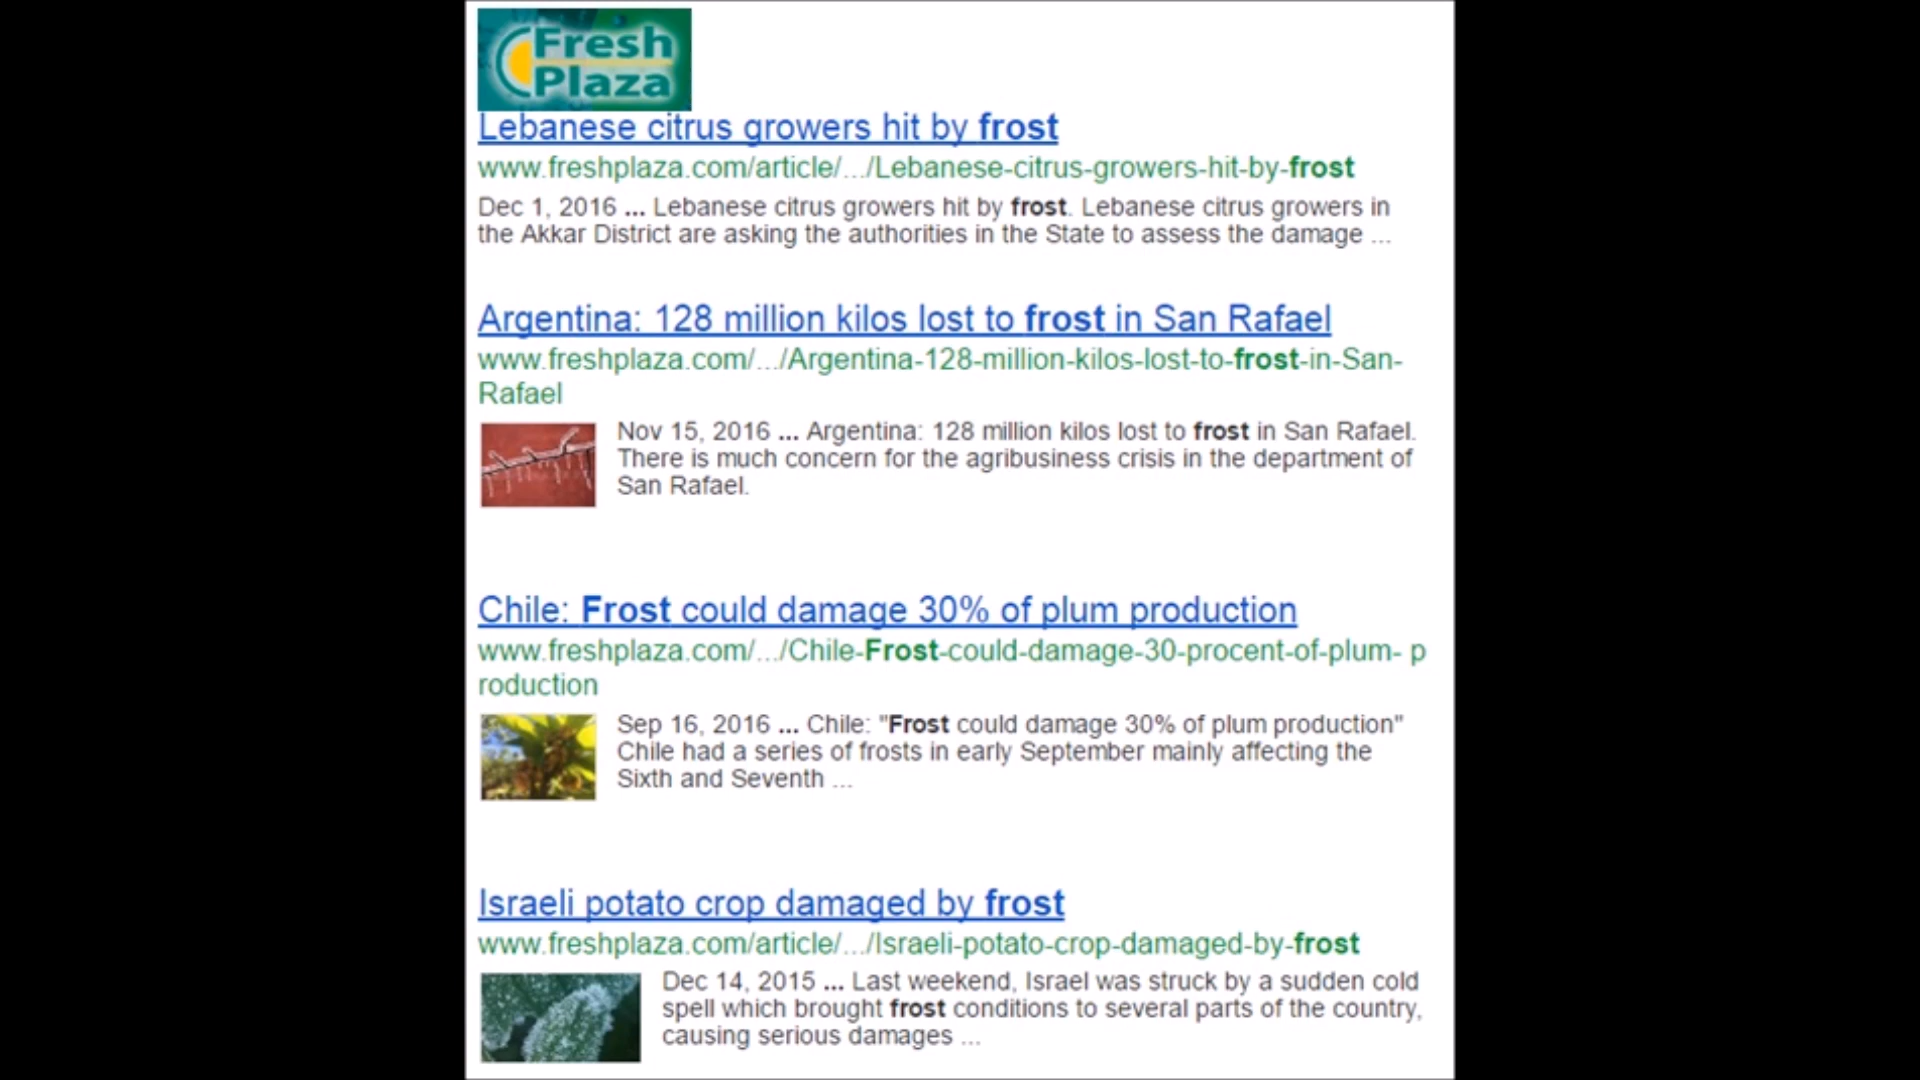 Fresh
Plaza
Lebanese citrus growers hit by frost
www.freshplaza.com/article/.../Lebanese-citrus-growers-hit-by-frost
Dec 1, 2016 ... Lebanese citrus growers hit by frost. Lebanese citrus growers in
the Akkar District are asking the authorities in the State to assess the damage ...
Argentina: 128 million kilos lost to frost in San Rafael
www.freshplaza.com/.../Argentina-128-million-kilos-lost-to-frost-in-San-
Rafael
Nov 15, 2016 ... Argentina: 128 million kilos lost to frost in San Rafael.
There is much concern for the agribusiness crisis in the department of
San Rafael.
Chile: Frost could damage 30% of plum production
www.freshplaza.com/.../Chile-Frost-could-damage-30-procent-of-plum- p
roduction
Sep 16, 2016 ... Chile: "Frost could damage 30% of plum production"
Chile had a series of frosts in early September mainly affecting the
Sixth and Seventh ...
Israeli potato crop damaged by frost
www.freshplaza.com/article/.../Israeli-potato-crop-damaged-by-frost
Dec 14, 2015 ... Last weekend, Israel was struck by a sudden cold
spell which brought frost conditions to several parts of the country,
causing serious damages ...